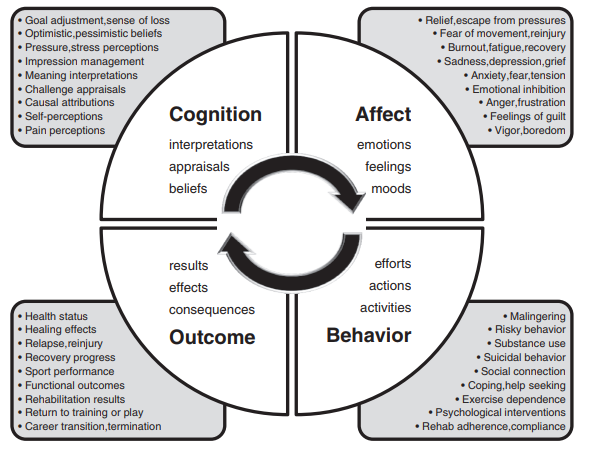 • Goal adjustment,sense of loss
• Optimistic,pessimistic beliefs
• Pressure,stress perceptions
• Impression management
• Meaning interpretations
• Challenge appraisals
• Causal attributions
• Self-perceptions
• Pain perceptions
• Relief,escape from pressures
• Fear of movement,reinjury
• Burnout,fatigue,recovery
• Sadness,depression,grief
• Anxiety,fear,tension
• Emotional inhibition
• Anger,frustration
• Feelings of guilt
• Vigor,boredom
Cognition
interpretations
appraisals
beliefs
Affect
emotions
feelings
moods
results
effects
consequences
Outcome
efforts
actions
activities
Behavior
• Health status
• Healing effects
• Relapse,reinjury
• Recovery progress
• Sport performance
• Functional outcomes
• Rehabilitation results
• Return to training or play
• Career transition,termination
• Malingering
• Risky behavior
• Substance use
• Suicidal behavior
• Social connection
• Coping,help seeking
• Exercise dependence
• Psychological interventions
• Rehab adherence,compliance